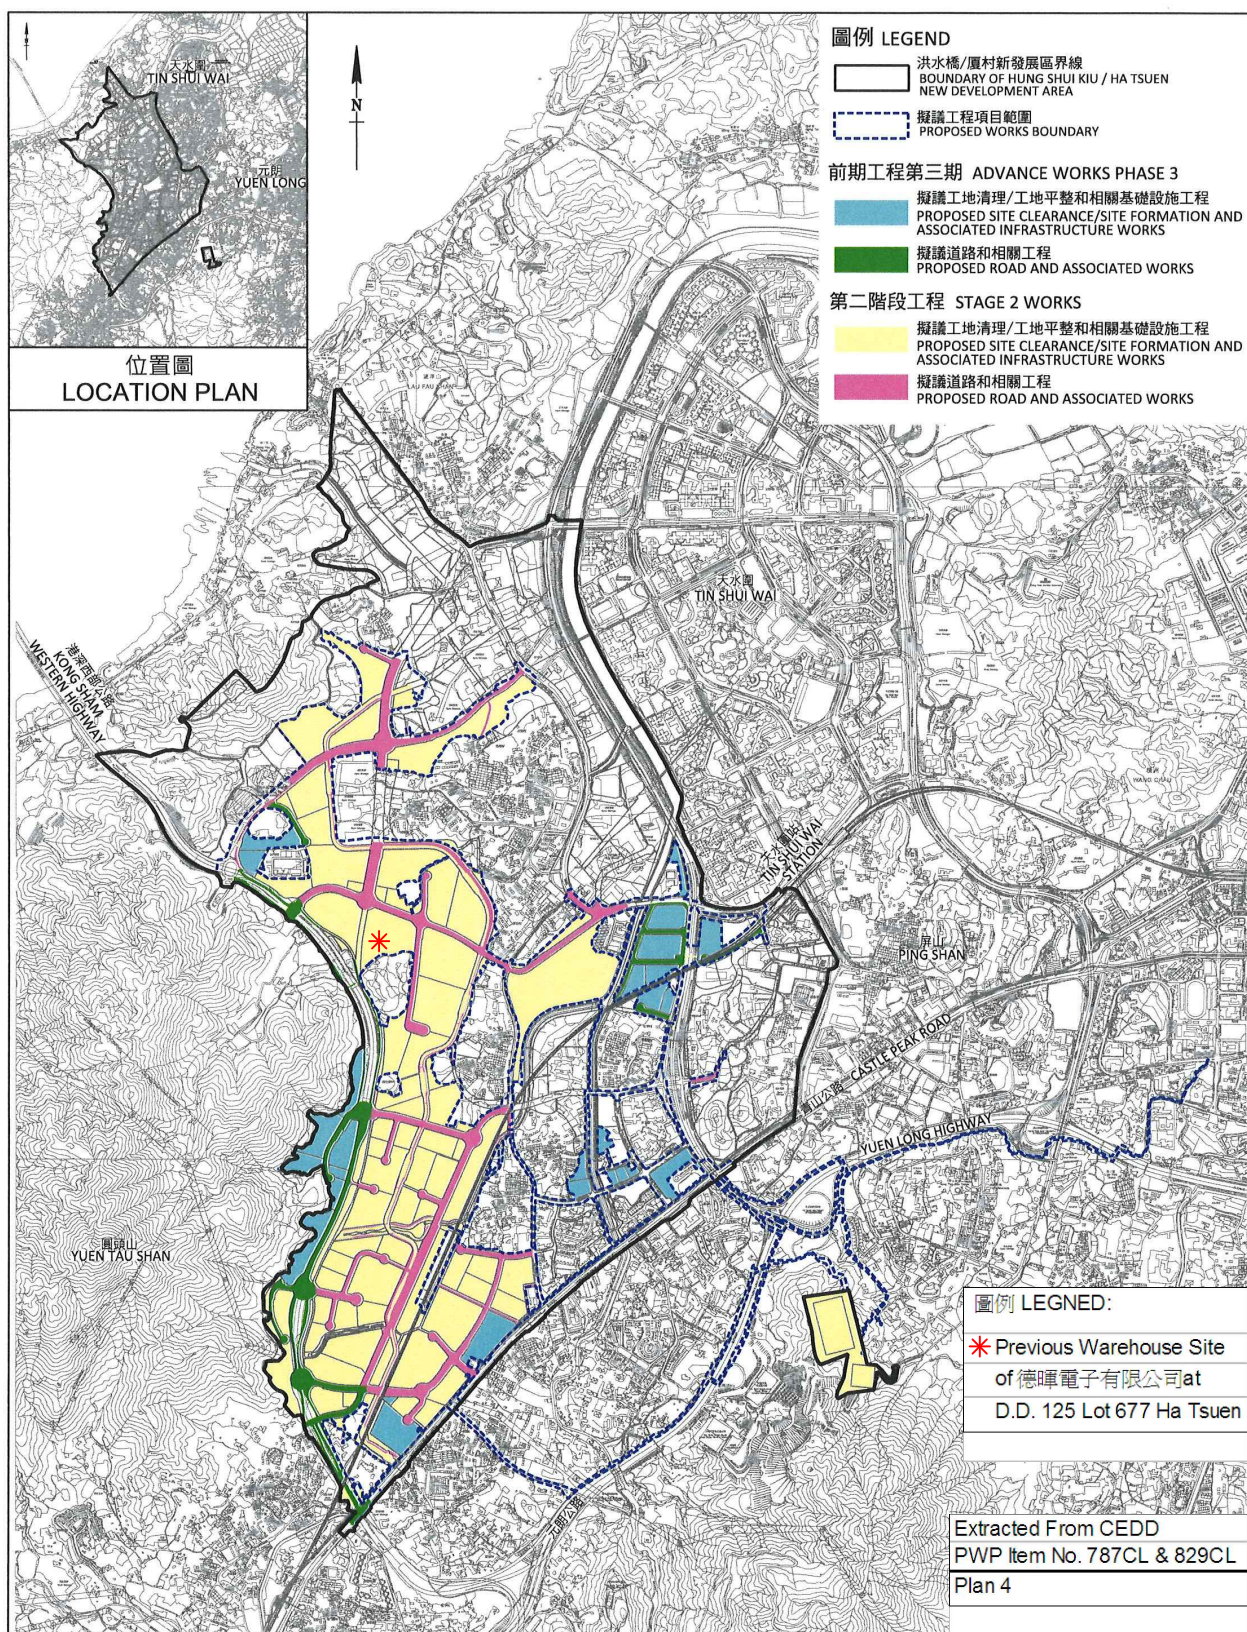 N
天水圍
TIN SHUI WAI
元朗
YUEN LONG
位置圖
LOCATION PLAN
N
圖例 LEGEND
洪水橋/厦村新發展區界線
BOUNDARY OF HUNG SHUI KIU / HA TSUEN
NEW DEVELOPMENT AREA
擬議工程項目範圍
PROPOSED WORKS BOUNDARY
前期工程第三期 ADVANCE WORKS PHASE 3
擬議工地清理/工地平整和相關基礎設施工程
PROPOSED SITE CLEARANCE/SITE FORMATION AND
ASSOCIATED INFRASTRUCTURE WORKS
擬議道路和相關工程
PROPOSED ROAD AND ASSOCIATED WORKS
第二階段工程 STAGE 2 WORKS
擬議工地清理/工地平整和相關基礎設施工程
PROPOSED SITE CLEARANCE/SITE FORMATION AND
ASSOCIATED INFRASTRUCTURE WORKS
擬議道路和相關工程
PROPOSED ROAD AND ASSOCIATED WORKS
LAU FAU SHAN
天水圍
TIN SHUI WAI
港深西部公路
KONG SHAM
WESTERN HIGHWAY
WANG CHAU
天水圍站
TIN SHUI WAI
STATION
屏山
PING SHAN
青山公路 CASTLE PEAK ROAD
YUEN LONG HIGHWAY
圓頭山
YUEN TAU SHAN
元朗公路
圖例 LEGNED:
Previous Warehouse Site
of 德暉電子有限公司at
D.D. 125 Lot 677 Ha Tsuen
Extracted From CEDD
PWP Item No. 787CL & 829CL
Plan 4